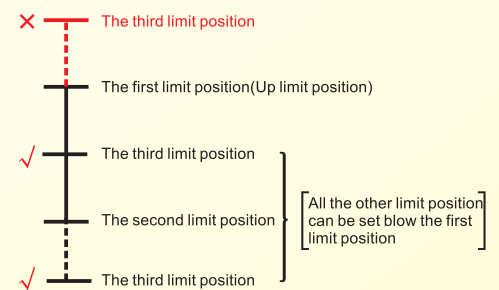 The third limit position
The first limit position(Up limit position)
The third limit position
The second limit position
The third limit position
All the other limit position
can be set blow the first
limit position